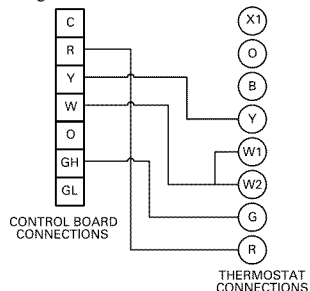 C
R
Y
W
O
GH
GL
CONTROL BOARD
CONNECTIONS
X1
O
B
Y
W1
W2
G
R
THERMOSTAT
CONNECTIONS